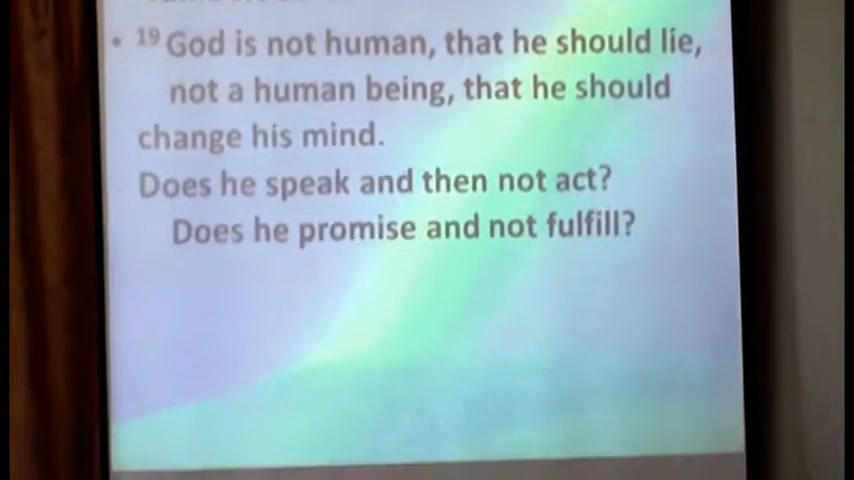 • 19 God is not human, that he should lie,
not a human being, that he should
change his mind.
Does he speak and then not act?
Does he promise and not fulfill?